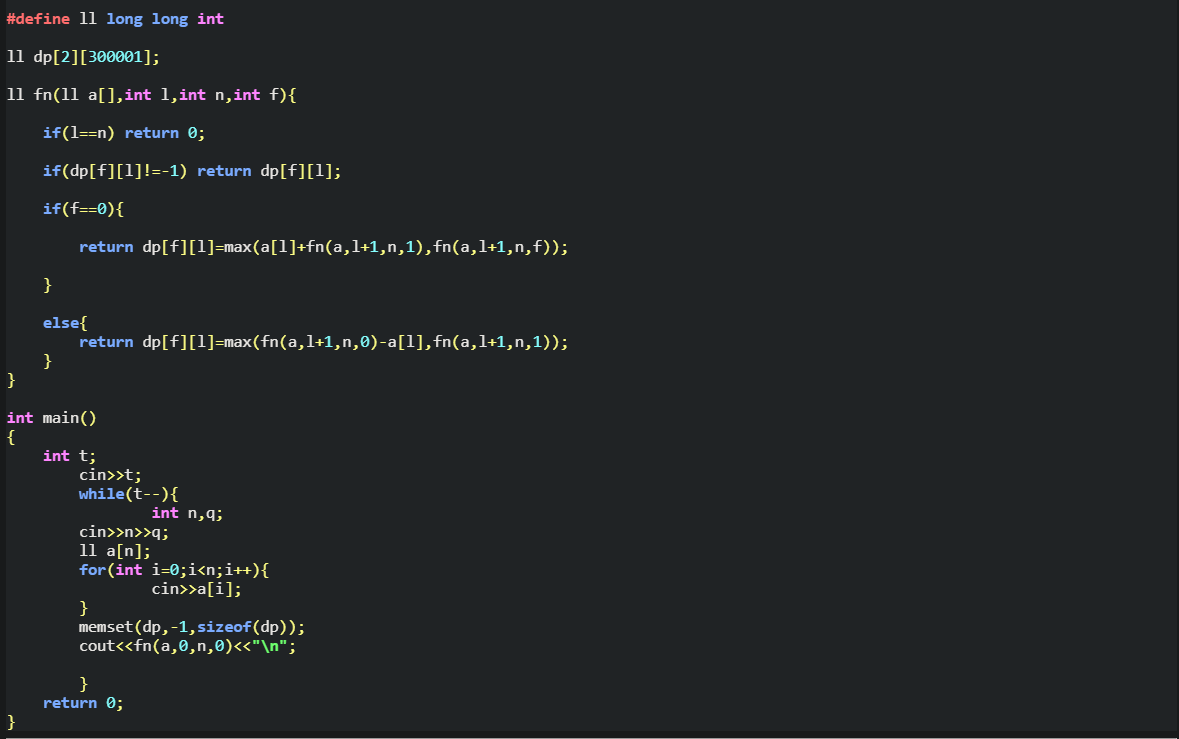 #define ll long long int
ll dp[2][300001];
ll fn(ll a[],int l,int n,int f){
if(l==n) return 0;
if(dp[f][l]!=-1) return dp[f][l];
if(f==0){
return dp[f][l]=max(a[l]+fn(a,l+1,n,1),fn(a,l+1,n,f));
}
else{
return dp[f][l]=max(fn(a,l+1,n,0)-a[l],fn(a,l+1,n,1));
}
}
int main()
{
int t;
cin>>t;
while(t--){
int n,q;
cin>>n>>q;
ll a[n];
for(int i=0;i<n;i++){
cin>>a[i];
}
memset(dp,-1,sizeof(dp));
cout<<fn(a,0,n,0)<<"\n";
}
return 0;
}